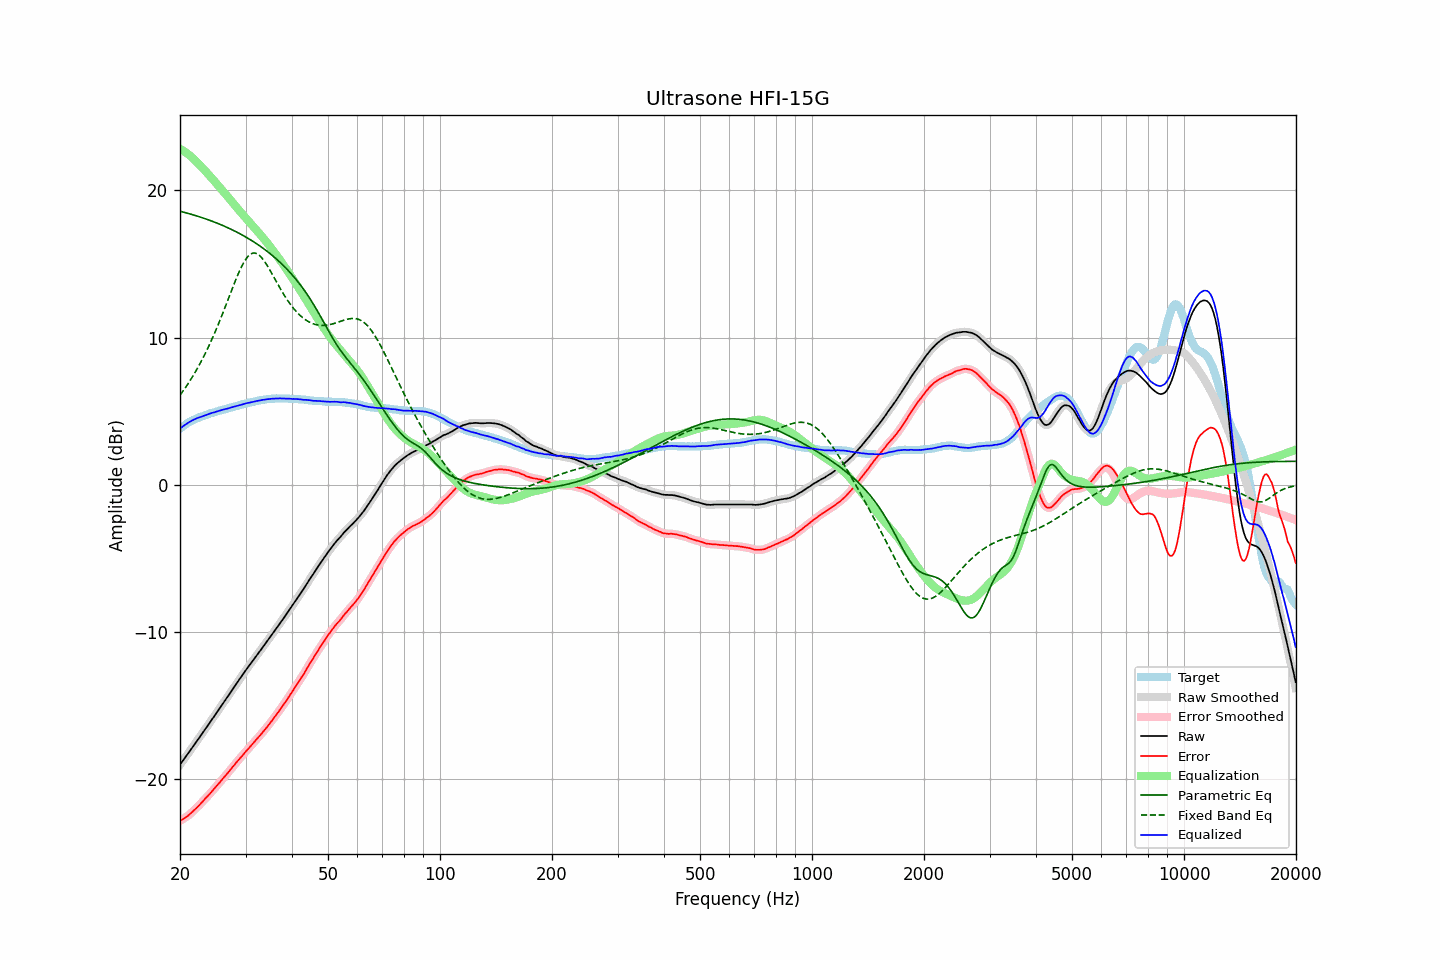 Ultrasone HFI-15G
Amplitude (dBr)
20
10
0
−10
−20
20
50
100
200
500
1000
2000
5000
10000
20000
Frequency (Hz)
Target
Raw Smoothed
Error Smoothed
Raw
Error
Equalization
Parametric Eq
Fixed Band Eq
Equalized